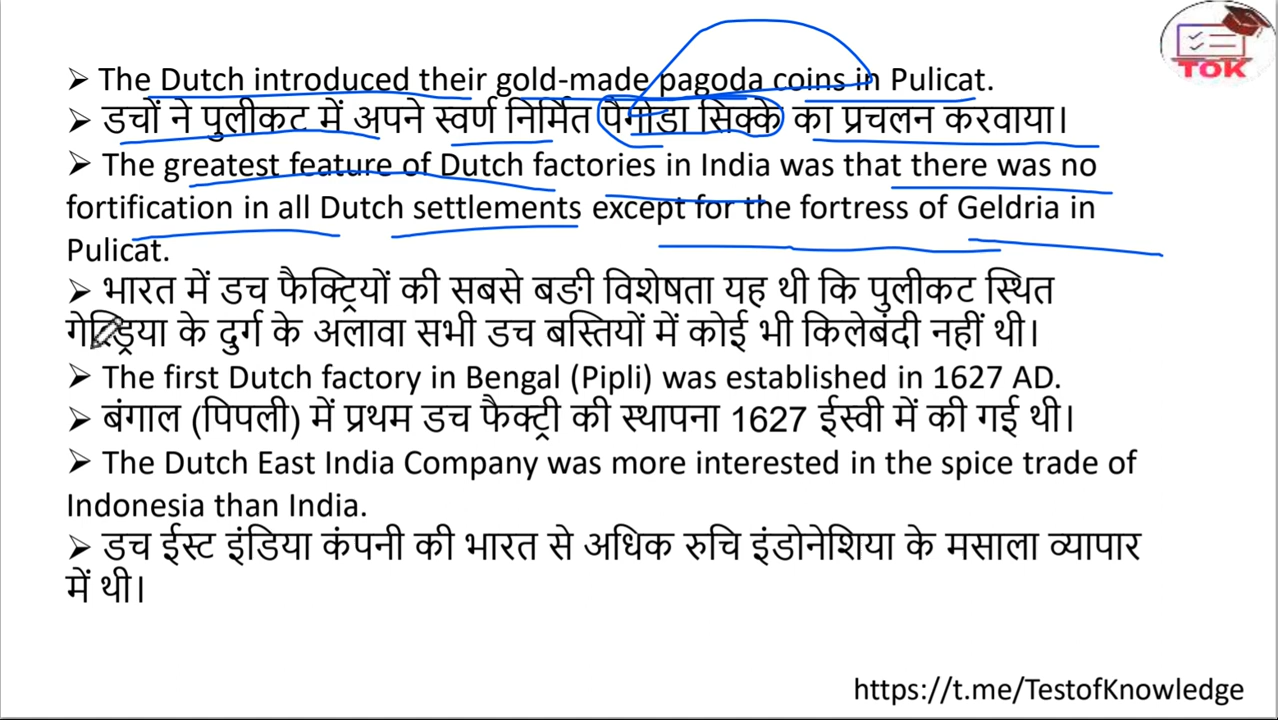 TOK
➢ The Dutch introduced their gold-made pagoda coins in Pulicat.
➢ डचों ने पुलीकट में अपने स्वर्ण निर्मित पैगोडा सिक्के का प्रचलन करवाया।
➢ The greatest feature of Dutch factories in India was that there was no
fortification in all Dutch settlements except for the fortress of Geldria in
Pulicat.
➢ भारत में डच फैक्ट्रियों की सबसे बङी विशेषता यह थी कि पुलीकट स्थित
गेल्ड्रिया के दुर्ग के अलावा सभी डच बस्तियों में कोई भी किलेबंदी नहीं थी।
➢ The first Dutch factory in Bengal (Pipli) was established in 1627 AD.
➢ बंगाल (पिपली) में प्रथम डच फैक्ट्री की स्थापना 1627 ईस्वी में की गई थी।
➢ The Dutch East India Company was more interested in the spice trade of
Indonesia than India.
➢ डच ईस्ट इंडिया कंपनी की भारत से अधिक रुचि इंडोनेशिया के मसाला व्यापार
में थी।
https://t.me/TestofKnowledge